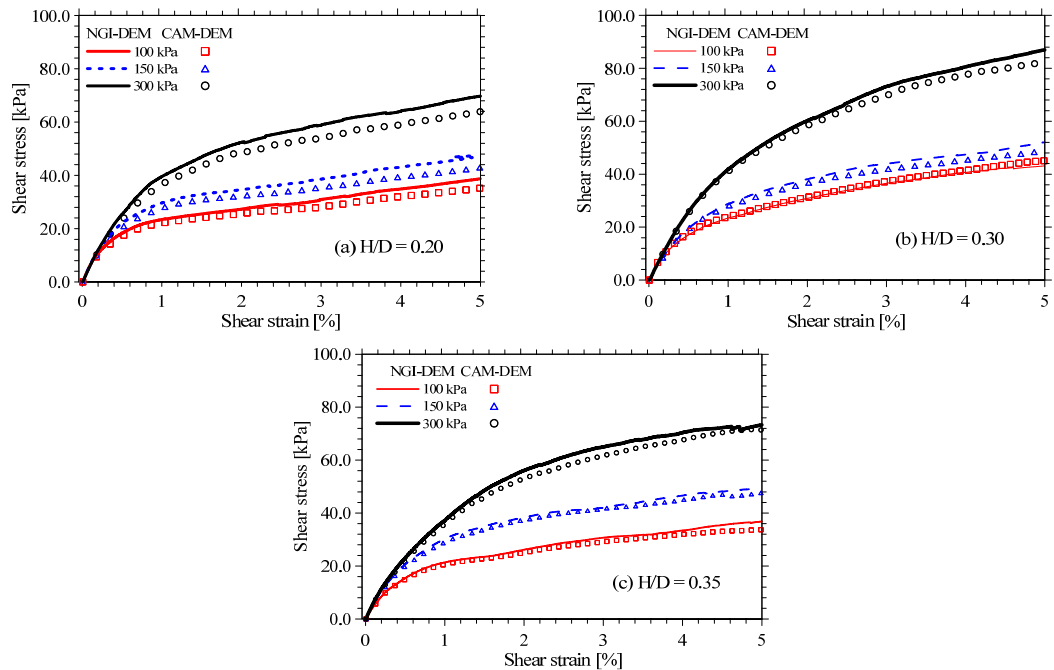 100.0
80.0
60.0
40.0
20.0
0.0
Shear stress [kPa]
NGI-DEM CAM-DEM
100 kPa
150 kPa
300 kPa
(a) H/D = 0.20
0 1 2 3 4 5
Shear strain [%]
100.0
80.0
60.0
40.0
20.0
0.0
Shear stress [kPa]
NGI-DEM CAM-DEM
100 kPa
150 kPa
300 kPa
(b) H/D = 0.30
0 1 2 3 4 5
Shear strain [%]
100.0
80.0
60.0
40.0
20.0
0.0
Shear stress [kPa]
NGI-DEM CAM-DEM
100 kPa
150 kPa
300 kPa
(c) H/D = 0.35
0 1 2 3 4 5
Shear strain [%]